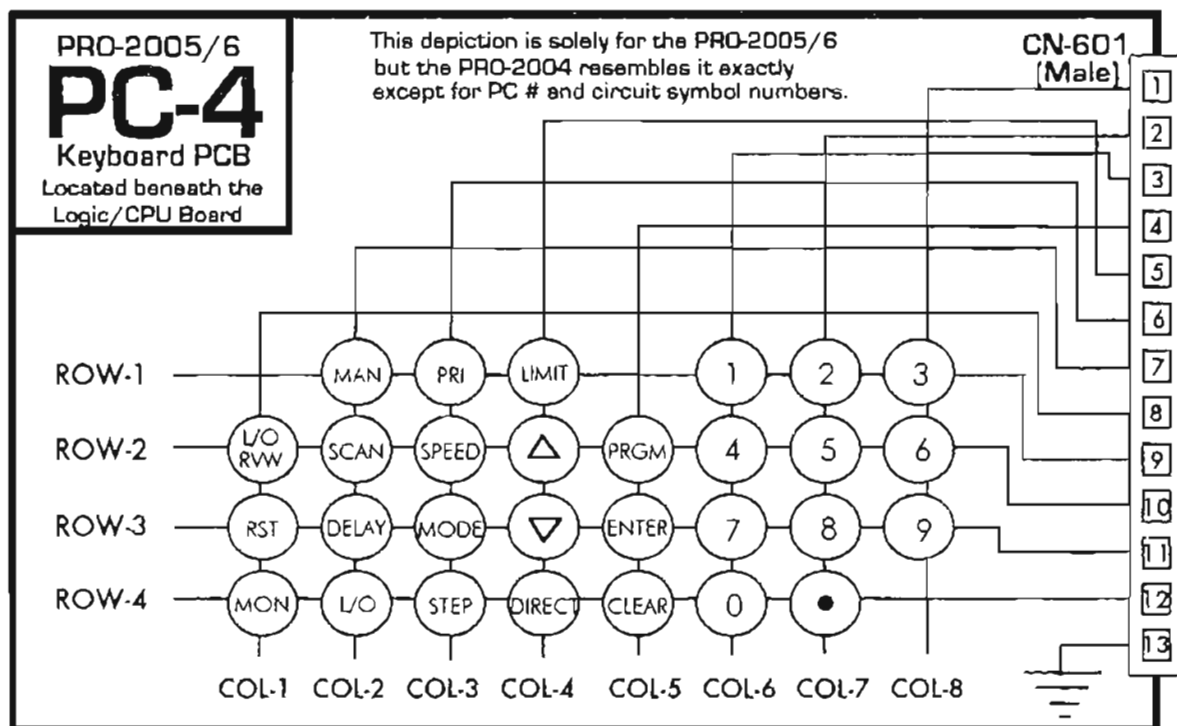 PRO-2005/6
PC-4
Keyboard PCB
Located beneath the
Logic/CPU Board
This depiction is solely for the PRO-2005/6
but the PRO-2004 resembles it exactly
except for PC # and circuit symbol numbers.
CN-601
(Male)
1
2
3
4
5
6
7
8
9
10
11
12
13
ROW-1 MAN PRI LIMIT 1 2 3
ROW-2 L/O RVW SCAN SPEED △ PRGM 4 5 6
ROW-3 RST DELAY MODE ▽ ENTER 7 8 9
ROW-4 MON L/O STEP DIRECT CLEAR 0 •
COL-1 COL-2 COL-3 COL-4 COL-5 COL-6 COL-7 COL-8